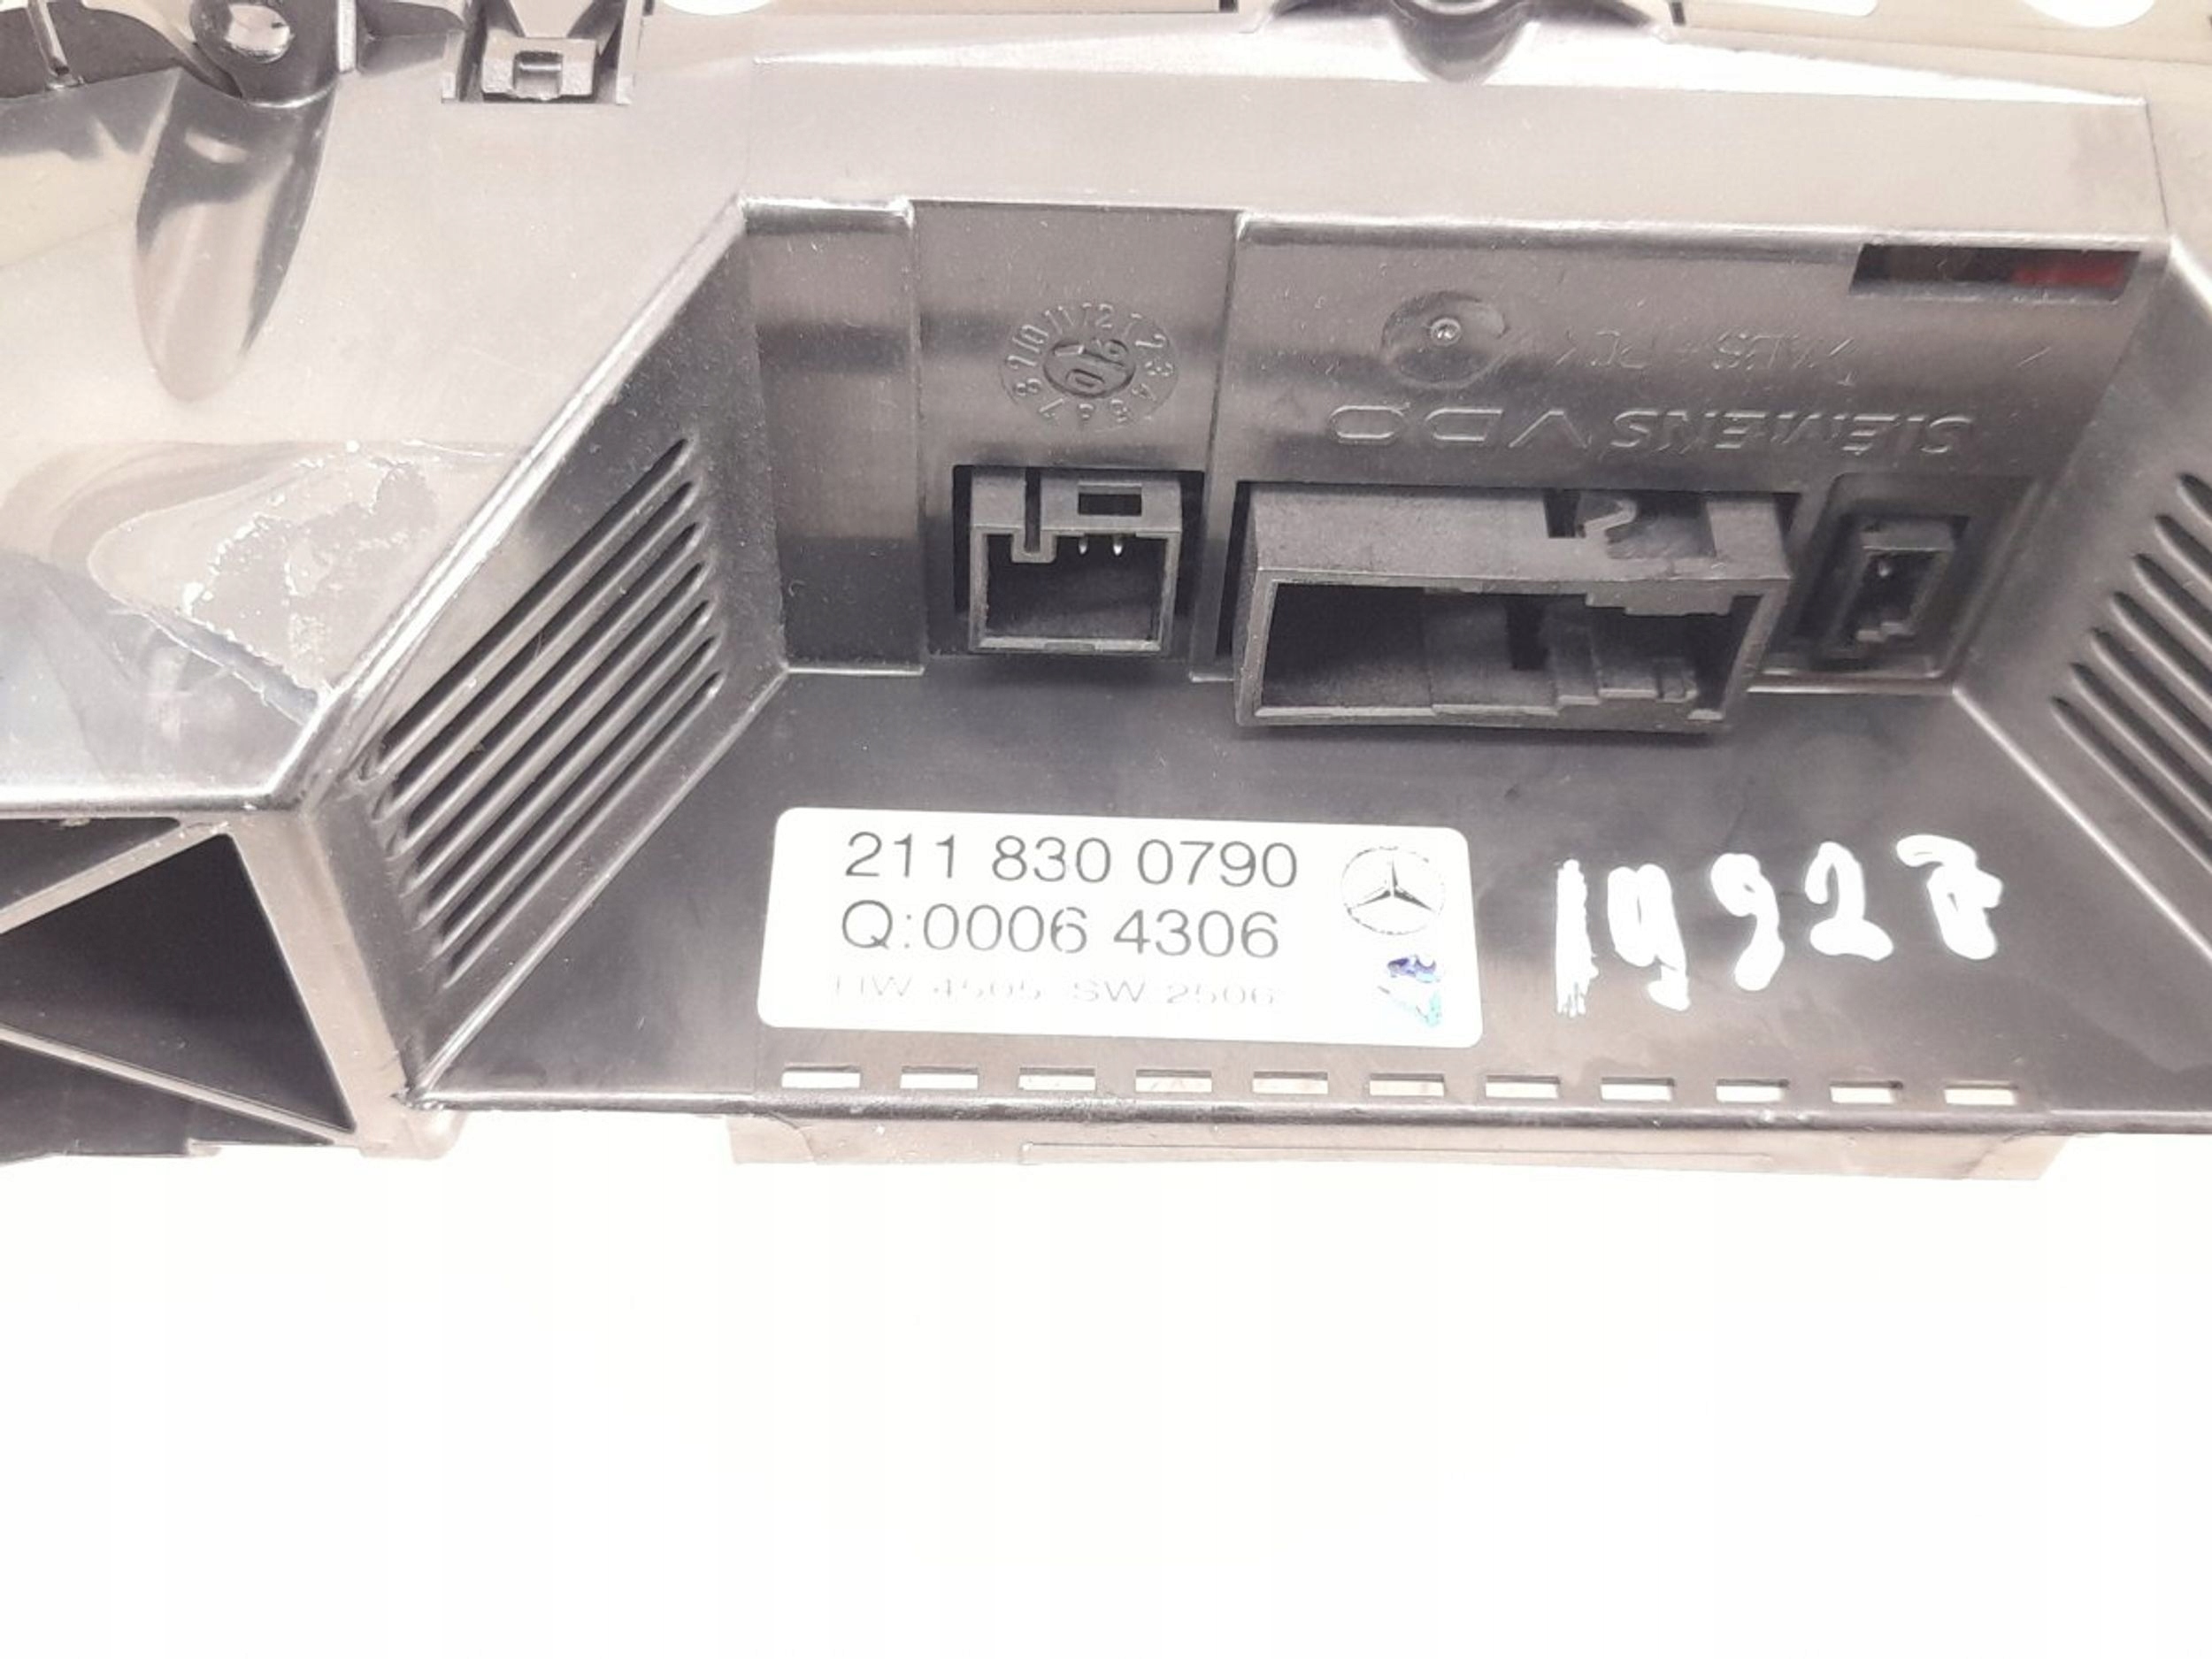 SIEMENS VDO
211 830 0790
Q:0006 4306
HW 4505 SW 2506
19927